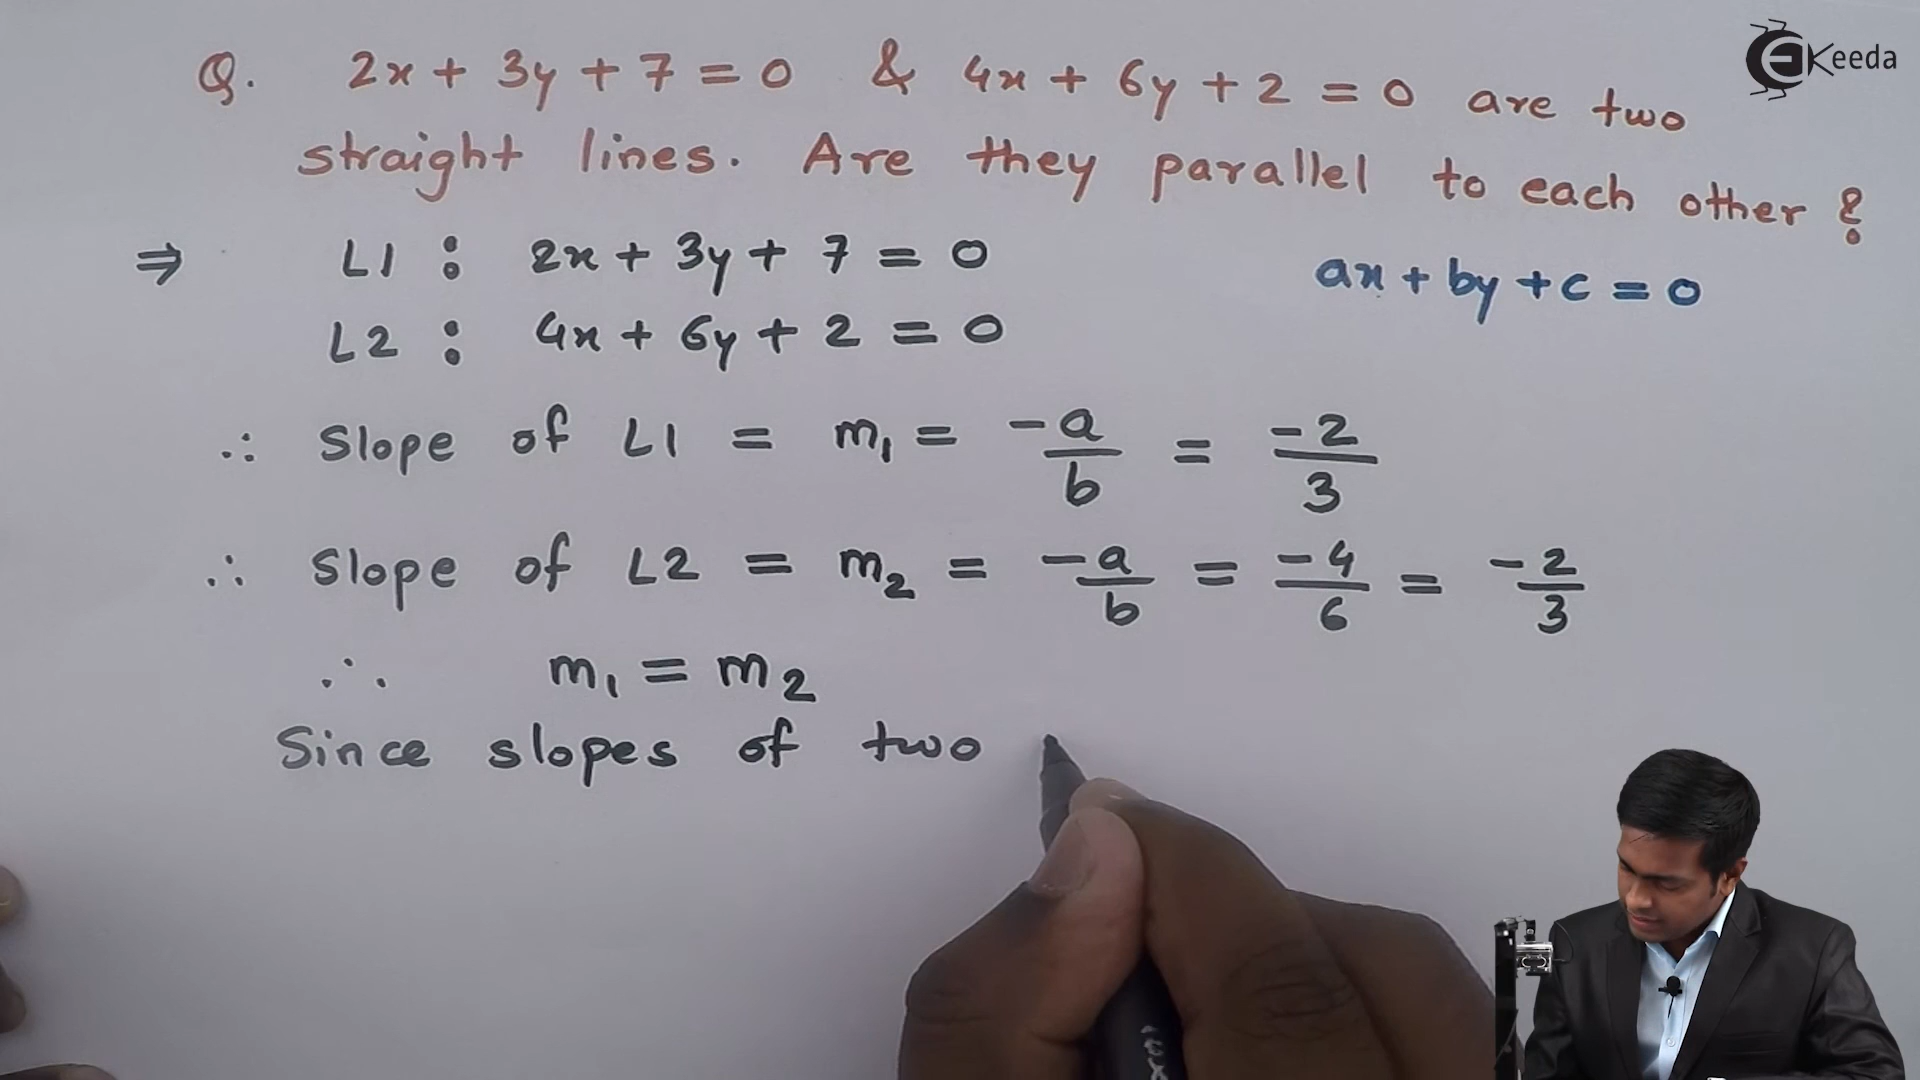 Keeda
Q. 2x + 3y + 7 = 0 & 4x + 6y + 2 = 0 are two
straight lines. Are they parallel to each other ?
⇒ L1 : 2x + 3y + 7 = 0
ax + by + c = 0
L2 : 4x + 6y + 2 = 0
∴ Slope of L1 = m₁ = -a/b = -2/3
∴ Slope of L2 = m₂ = -a/b = -4/6 = -2/3
∴ m₁ = m₂
Since slopes of two